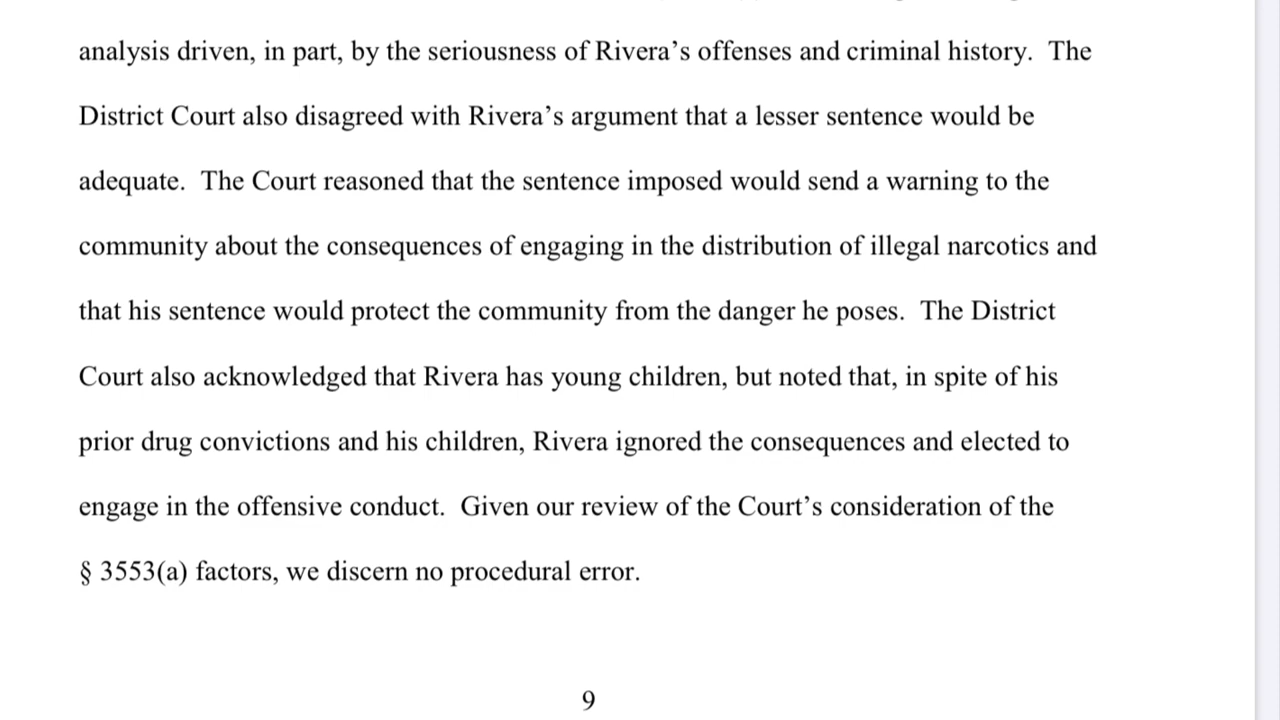 analysis driven, in part, by the seriousness of Rivera’s offenses and criminal history.  The
District Court also disagreed with Rivera’s argument that a lesser sentence would be
adequate.  The Court reasoned that the sentence imposed would send a warning to the
community about the consequences of engaging in the distribution of illegal narcotics and
that his sentence would protect the community from the danger he poses.  The District
Court also acknowledged that Rivera has young children, but noted that, in spite of his
prior drug convictions and his children, Rivera ignored the consequences and elected to
engage in the offensive conduct.  Given our review of the Court’s consideration of the
§ 3553(a) factors, we discern no procedural error.
9